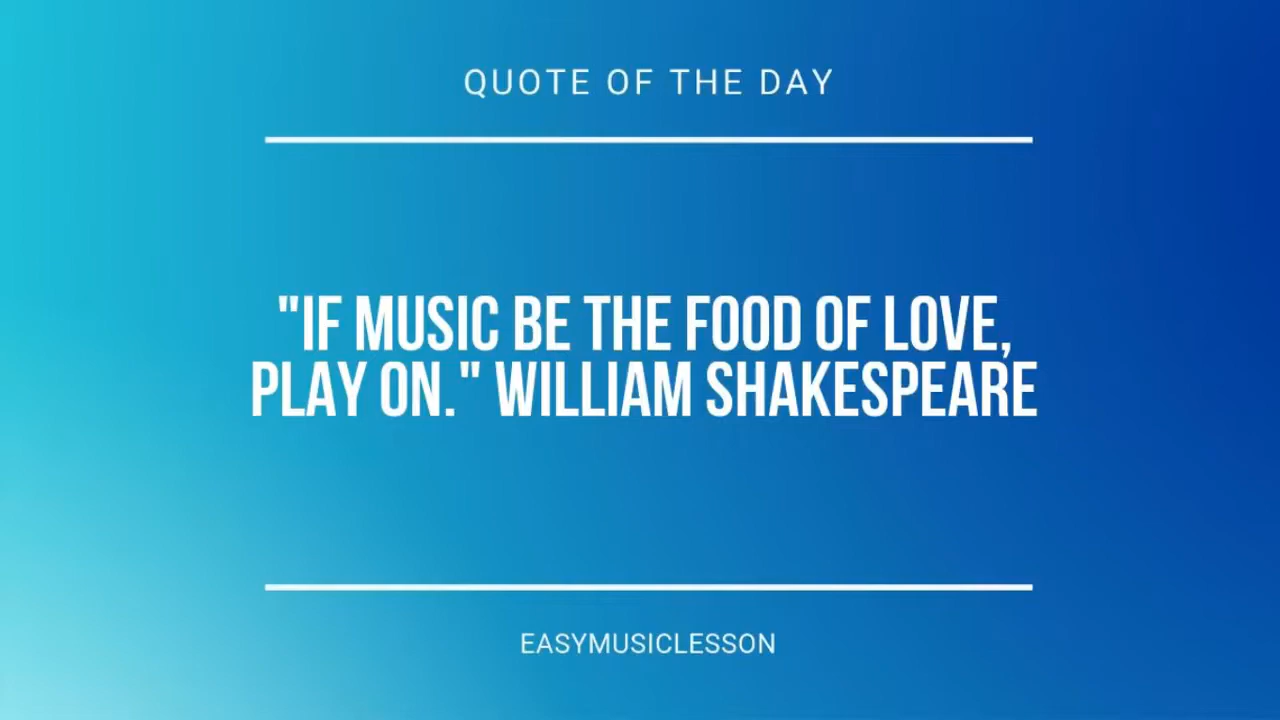 QUOTE OF THE DAY
"IF MUSIC BE THE FOOD OF LOVE,
PLAY ON." WILLIAM SHAKESPEARE
EASYMUSICLESSON